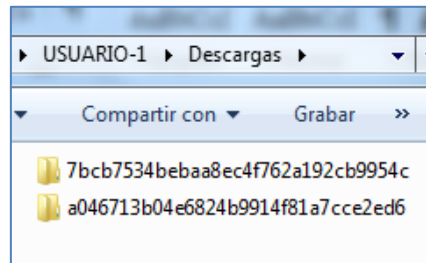 USUARIO-1 Descargas
Compartir con Grabar »
7bcb7534bebaa8ec4f762a192cb9954c
a046713b04e6824b9914f81a7cce2ed6